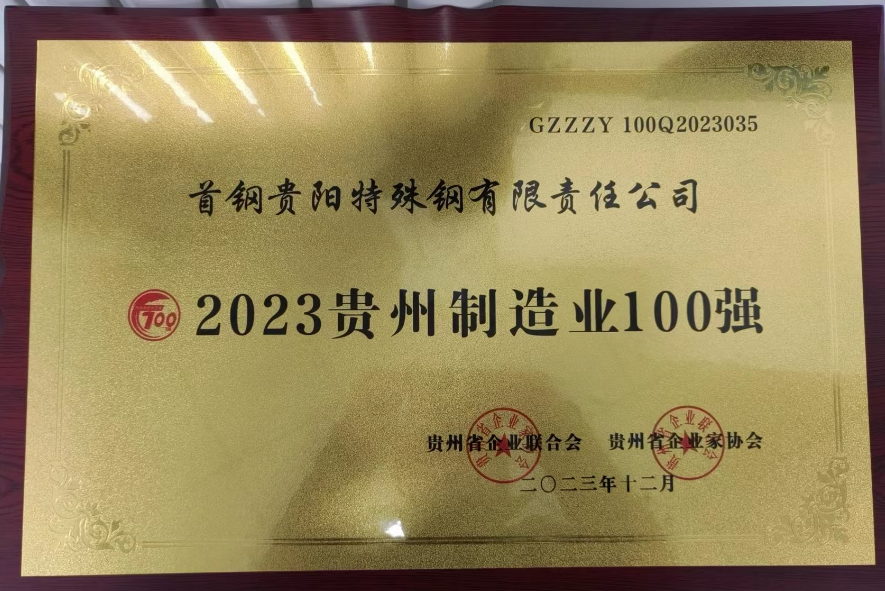 GZZZY 100Q2023035
首钢贵阳特殊钢有限责任公司
100 2023贵州制造业100强
贵州省企业联合会 贵州省企业家协会
二〇二三年十二月